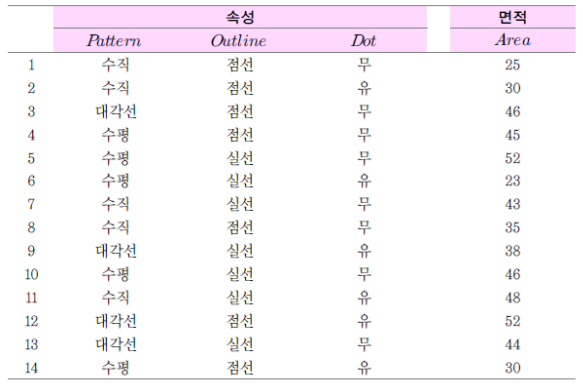 속성 면적
Pattern Outline Dot Area
1 수직 점선 무 25
2 수직 점선 유 30
3 대각선 점선 무 46
4 수평 점선 무 45
5 수평 실선 무 52
6 수평 실선 유 23
7 수직 실선 무 43
8 수직 점선 무 35
9 대각선 실선 유 38
10 수평 실선 무 46
11 수직 실선 유 48
12 대각선 점선 유 52
13 대각선 실선 무 44
14 수평 점선 유 30